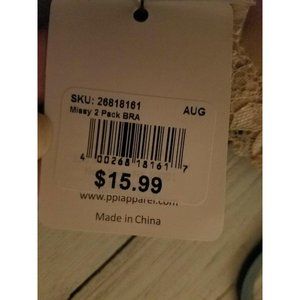 SKU: 26818161 AUG
Missy 2 Pack BRA
4 00268 18161 7
$15.99
www.ppiapparel.com
Made in China